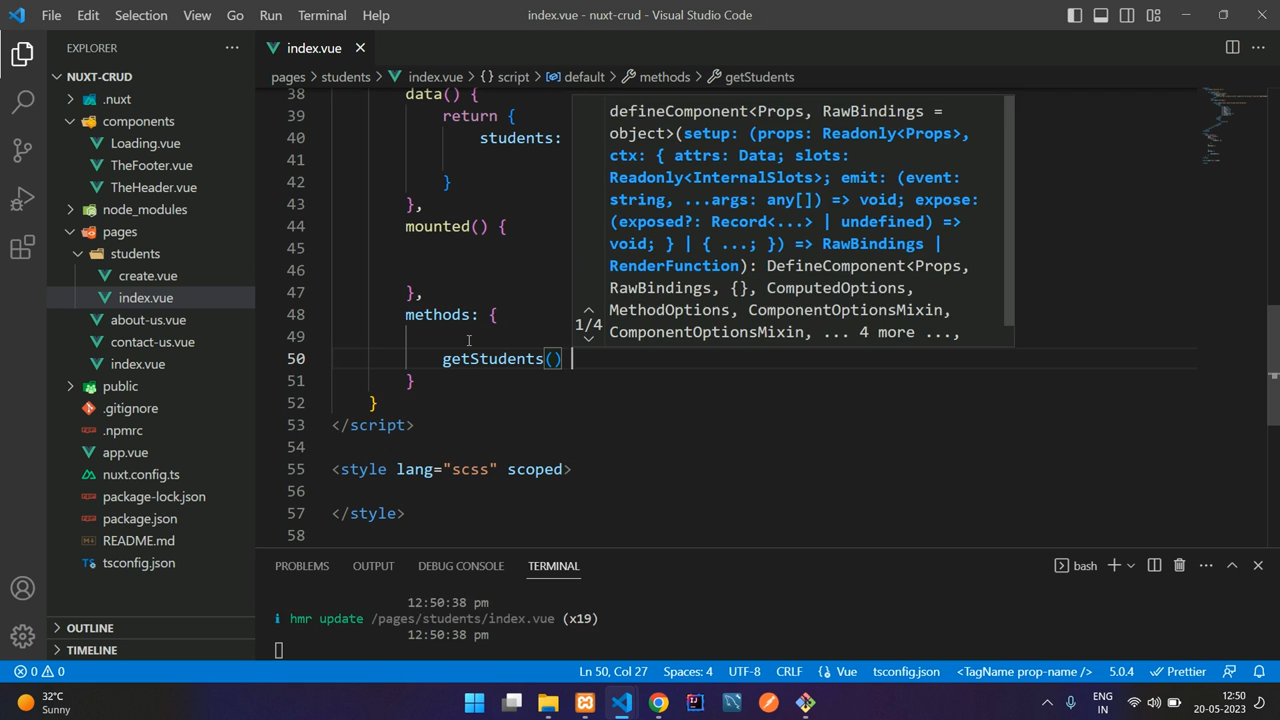 File Edit Selection View Go Run Terminal Help
index.vue - nuxt-crud - Visual Studio Code
EXPLORER
NUXT-CRUD
.nuxt
components
Loading.vue
TheFooter.vue
TheHeader.vue
node_modules
pages
students
create.vue
index.vue
about-us.vue
contact-us.vue
index.vue
public
.gitignore
.npmrc
app.vue
nuxt.config.ts
package-lock.json
package.json
README.md
tsconfig.json
OUTLINE
TIMELINE
index.vue
pages > students > index.vue > {} script > default > methods > getStudents
38 data() {
39 return {
40 students:
41
42 }
43 },
44 mounted() {
45
46
47 },
48 methods: {
49
50 getStudents()
51 }
52 }
53 </script>
54
55 <style lang="scss" scoped>
56
57 </style>
58
1/4
defineComponent<Props, RawBindings =
object>(setup: (props: Readonly<Props>,
ctx: { attrs: Data; slots:
Readonly<InternalSlots>; emit: (event:
string, ...args: any[]) => void; expose:
(exposed?: Record<...> | undefined) =>
void; } | { ...; }) => RawBindings |
RenderFunction): DefineComponent<Props,
RawBindings, {}, ComputedOptions,
MethodOptions, ComponentOptionsMixin,
ComponentOptionsMixin, ... 4 more ...,
PROBLEMS OUTPUT DEBUG CONSOLE TERMINAL
bash
12:50:38 pm
i hmr update /pages/students/index.vue (x19)
12:50:38 pm
0 0
Ln 50, Col 27 Spaces: 4 UTF-8 CRLF {} Vue tsconfig.json <TagName prop-name /> 5.0.4 Prettier
32°C
Sunny
ENG
IN
12:50
20-05-2023